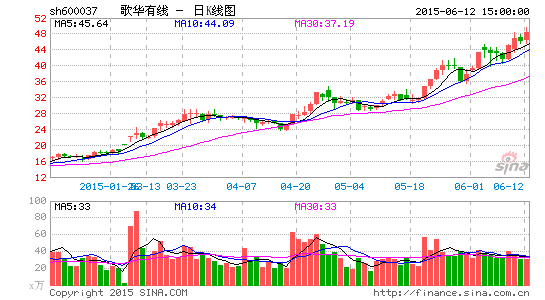 sh600037 歌华有线 - 日K线图 2015-06-12 15:00:00
MA5:45.64 MA10:44.09 MA30:37.19
52
48
44
40
36
32
28
24
20
16
12
sina
2015-01-26 03-13 03-23 04-07 04-20 05-04 05-18 06-01 06-12
MA5:33 MA10:34 MA30:33
100
80
60
40
20
x万
Copyright 2015 SINA.COM http://finance.sina.com.cn